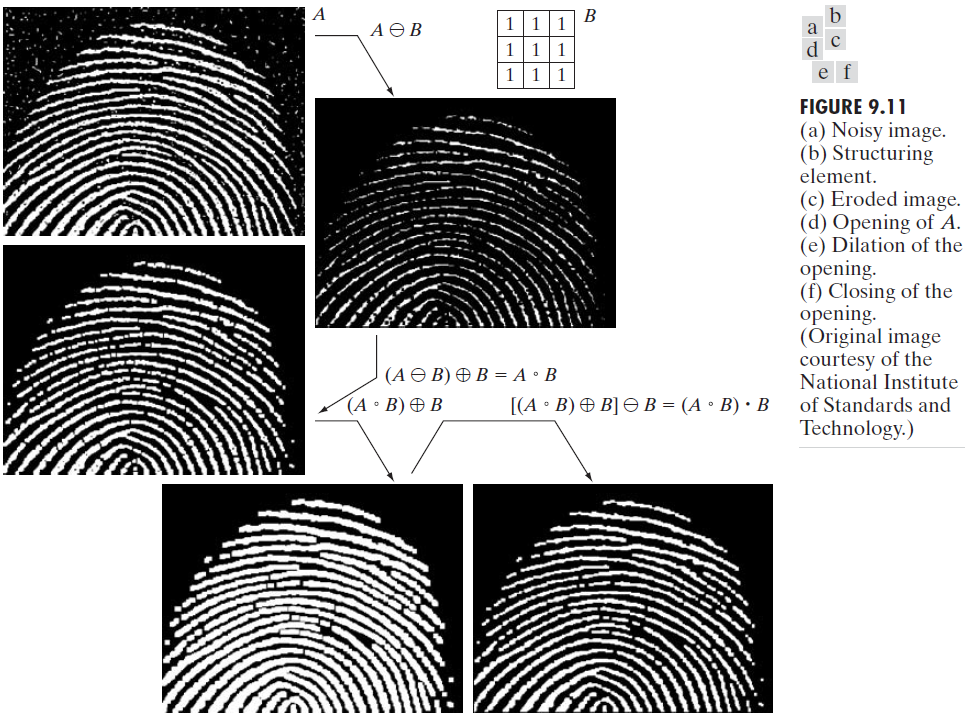 A
A ⊖ B
1 1 1
1 1 1
1 1 1
B
(A ⊖ B) ⊕ B = A ∘ B
(A ∘ B) ⊕ B
[(A ∘ B) ⊕ B] ⊖ B = (A ∘ B) • B
a b
d c
e f
FIGURE 9.11
(a) Noisy image.
(b) Structuring
element.
(c) Eroded image.
(d) Opening of A.
(e) Dilation of the
opening.
(f) Closing of the
opening.
(Original image
courtesy of the
National Institute
of Standards and
Technology.)